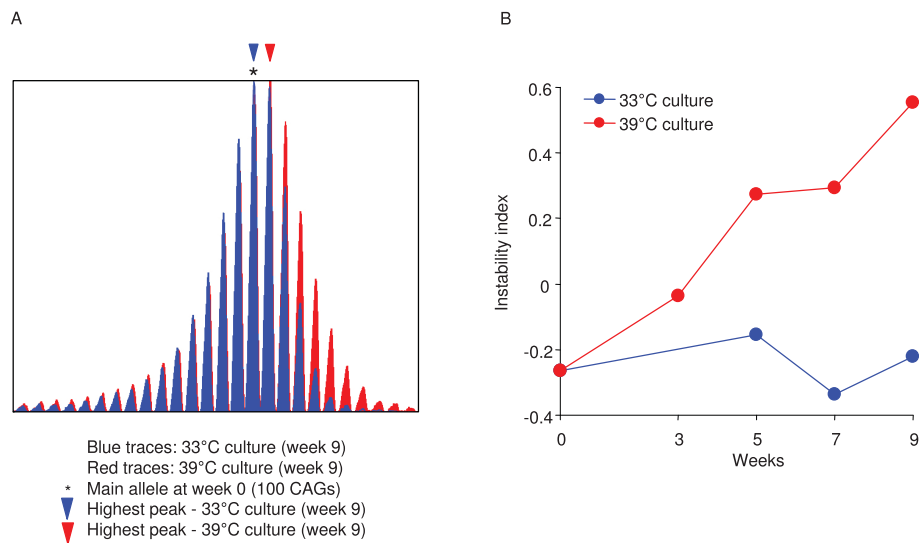 A
*
Blue traces: 33°C culture (week 9)
Red traces: 39°C culture (week 9)
* Main allele at week 0 (100 CAGs)
Highest peak - 33°C culture (week 9)
Highest peak - 39°C culture (week 9)
B
0.6
0.4
0.2
0
-0.2
-0.4
Instability index
33°C culture
39°C culture
0 3 5 7 9
Weeks